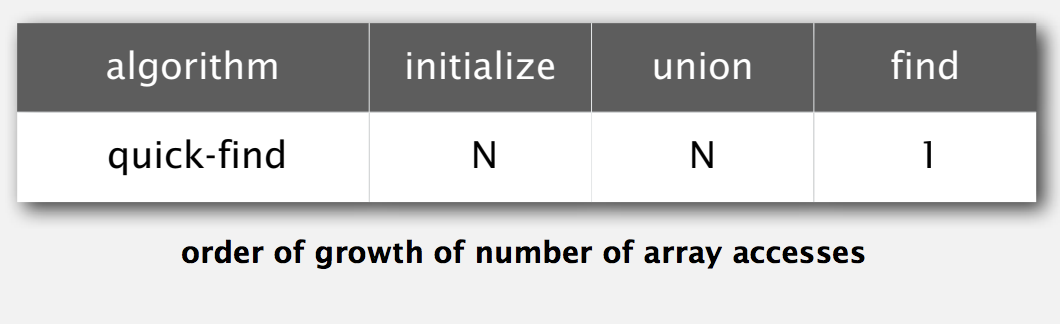 algorithm initialize union find
quick-find N N 1
order of growth of number of array accesses